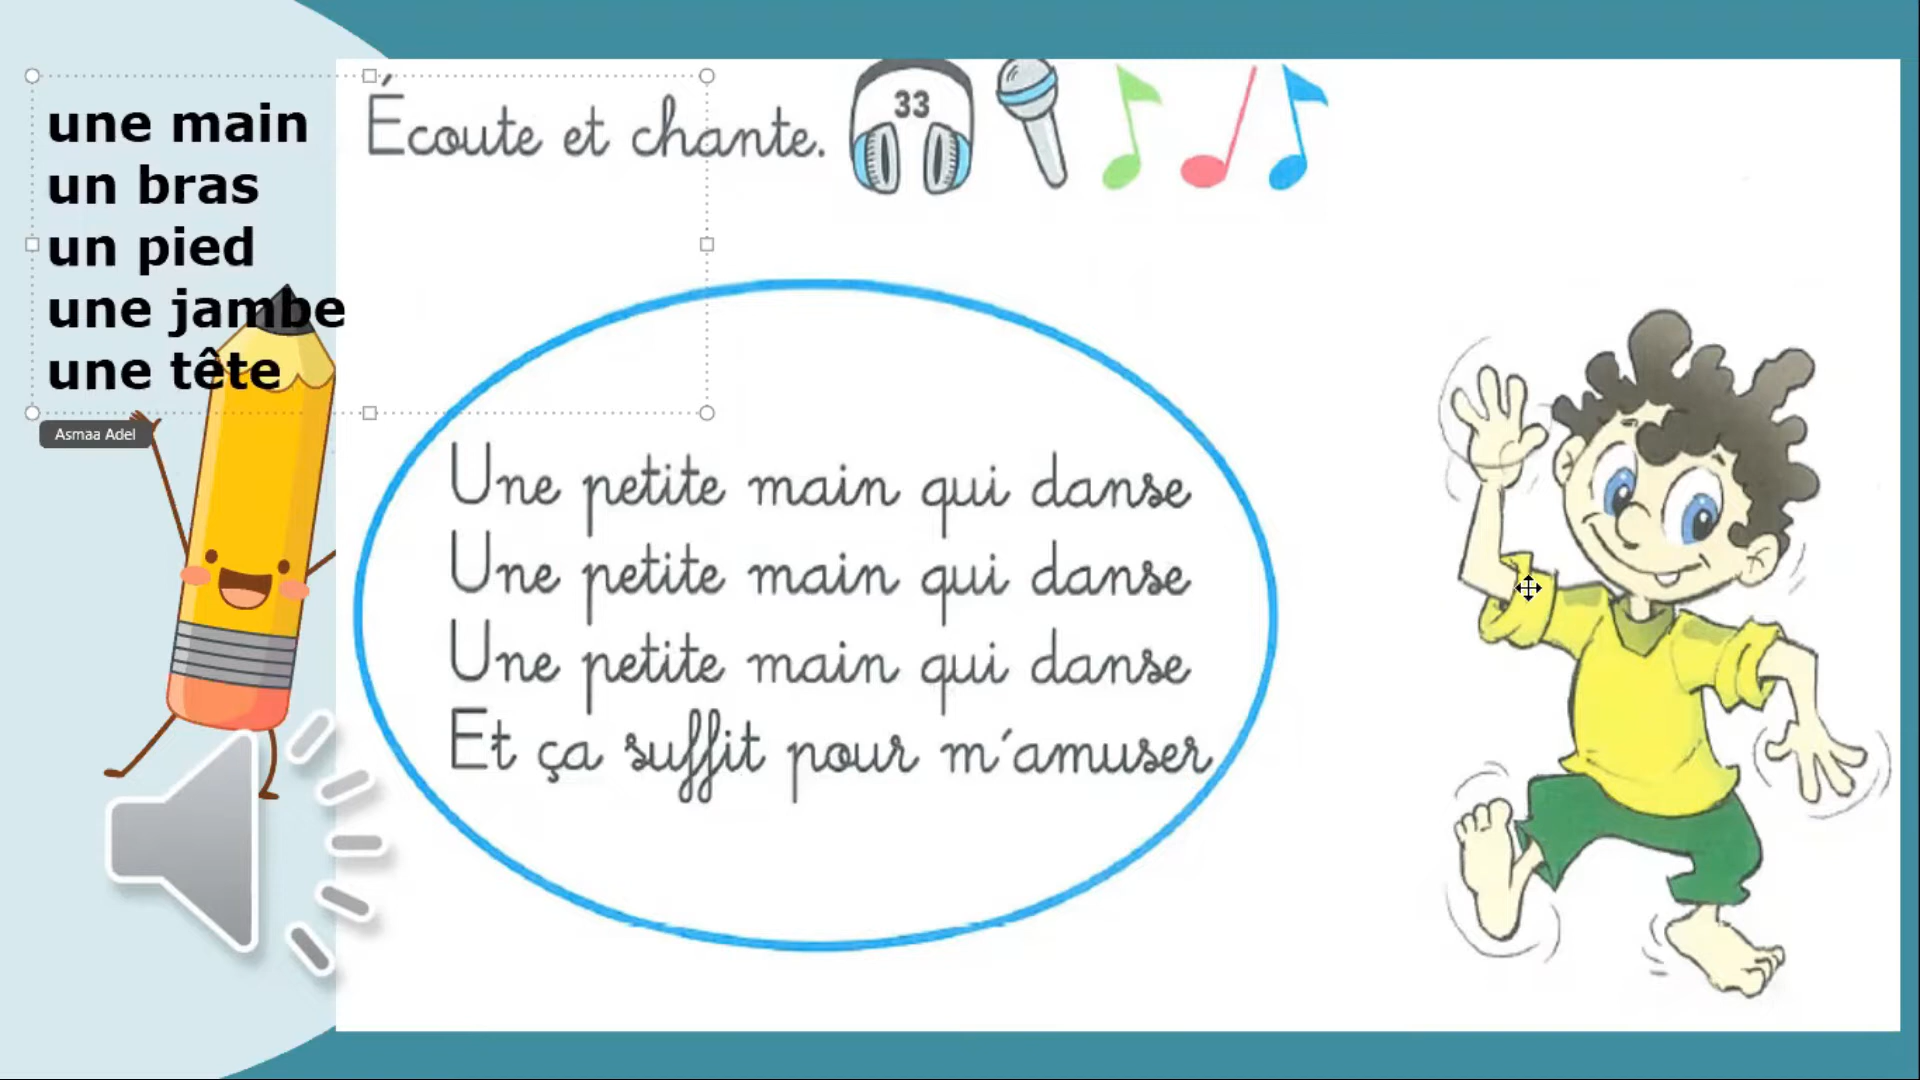 une main
un bras
un pied
une jambe
une tête
Asmaa Adel
Écoute et chante.
33
Une petite main qui danse
Une petite main qui danse
Une petite main qui danse
Et ça suffit pour m'amuser